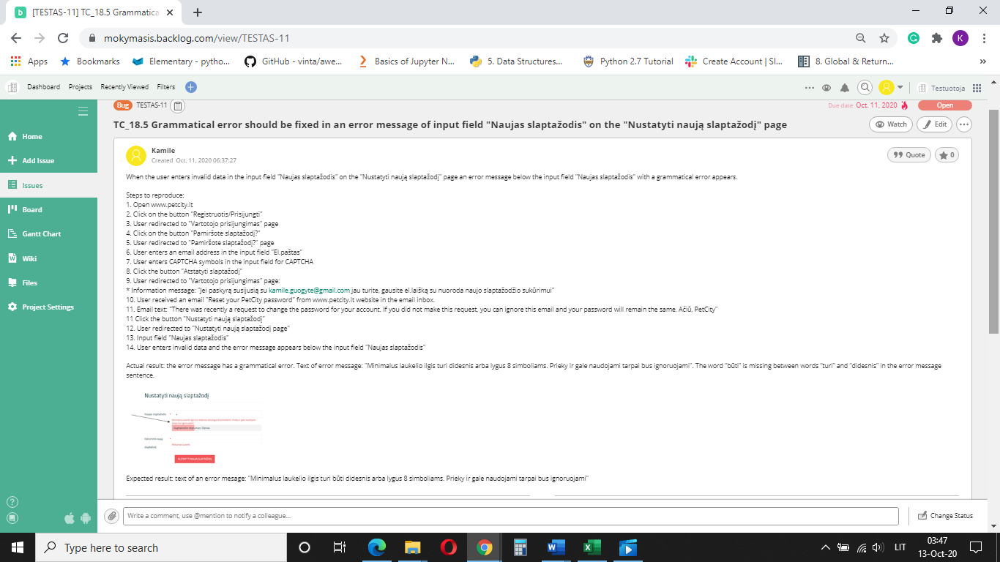 [TESTAS-11] TC_18.5 Grammatica
mokymasis.backlog.com/view/TESTAS-11
K
Apps Bookmarks Elementary - pytho... GitHub - vinta/awe... Basics of Jupyter N... 5. Data Structures... Python 2.7 Tutorial Create Account | Sl... 8. Global & Return... »
Dashboard Projects Recently Viewed Filters Testuotoja
Bug TESTAS-11 Due date Oct. 11, 2020 Open
TC_18.5 Grammatical error should be fixed in an error message of input field "Naujas slaptažodis" on the "Nustatyti naują slaptažodį" page
Watch Edit
Home
Add Issue
Issues
Board
Gantt Chart
Wiki
Files
Project Settings
Kamile
Created Oct. 11, 2020 06:37:27
Quote 0
When the user enters invalid data in the input field "Naujas slaptažodis" on the "Nustatyti naują slaptažodį" page an error message below the input field "Naujas slaptažodis" with a grammatical error appears.
Steps to reproduce:
1. Open www.petcity.lt
2. Click on the button "Registruotis/Prisijungti"
3. User redirected to "Vartotojo prisijungimas" page
4. Click on the button "Pamiršote slaptažodį?"
5. User redirected to "Pamiršote slaptažodį?" page
6. User enters an email address in the input field "El.paštas"
7. User enters CAPTCHA symbols in the input field for CAPTCHA
8. Click the button "Atstatyti slaptažodį"
9. User redirected to "Vartotojo prisijungimas" page:
* Information message: "Jei paskyrą susijusią su kamile.guogyte@gmail.com jau turite, gausite el.laišką su nuoroda naujo slaptažodžio sukūrimui"
10. User received an email "Reset your PetCity password" from www.petcity.lt website in the email inbox.
11. Email text: "There was recently a request to change the password for your account. If you did not make this request, you can ignore this email and your password will remain the same. Ačiū, PetCity"
11 Click the button "Nustatyti naują slaptažodį"
12. User redirected to "Nustatyti naują slaptažodį page"
13. Input field "Naujas slaptažodis"
14. User enters invalid data and the error message appears below the input field "Naujas slaptažodis"
Actual result: the error message has a grammatical error. Text of error message: "Minimalus laukelio ilgis turi didesnis arba lygus 8 simboliams. Prieky ir gale naudojami tarpai bus ignoruojami". The word "būti" is missing between words "turi" and "didesnis" in the error message
sentence.
Nustatyti naują slaptažodį
Expected result: text of an error mesage: "Minimalus laukelio ilgis turi būti didesnis arba lygus 8 simboliams. Prieky ir gale naudojami tarpai bus ignoruojami"
Write a comment, use @mention to notify a colleague...
Change Status
Type here to search
LIT
03:47
13-Oct-20